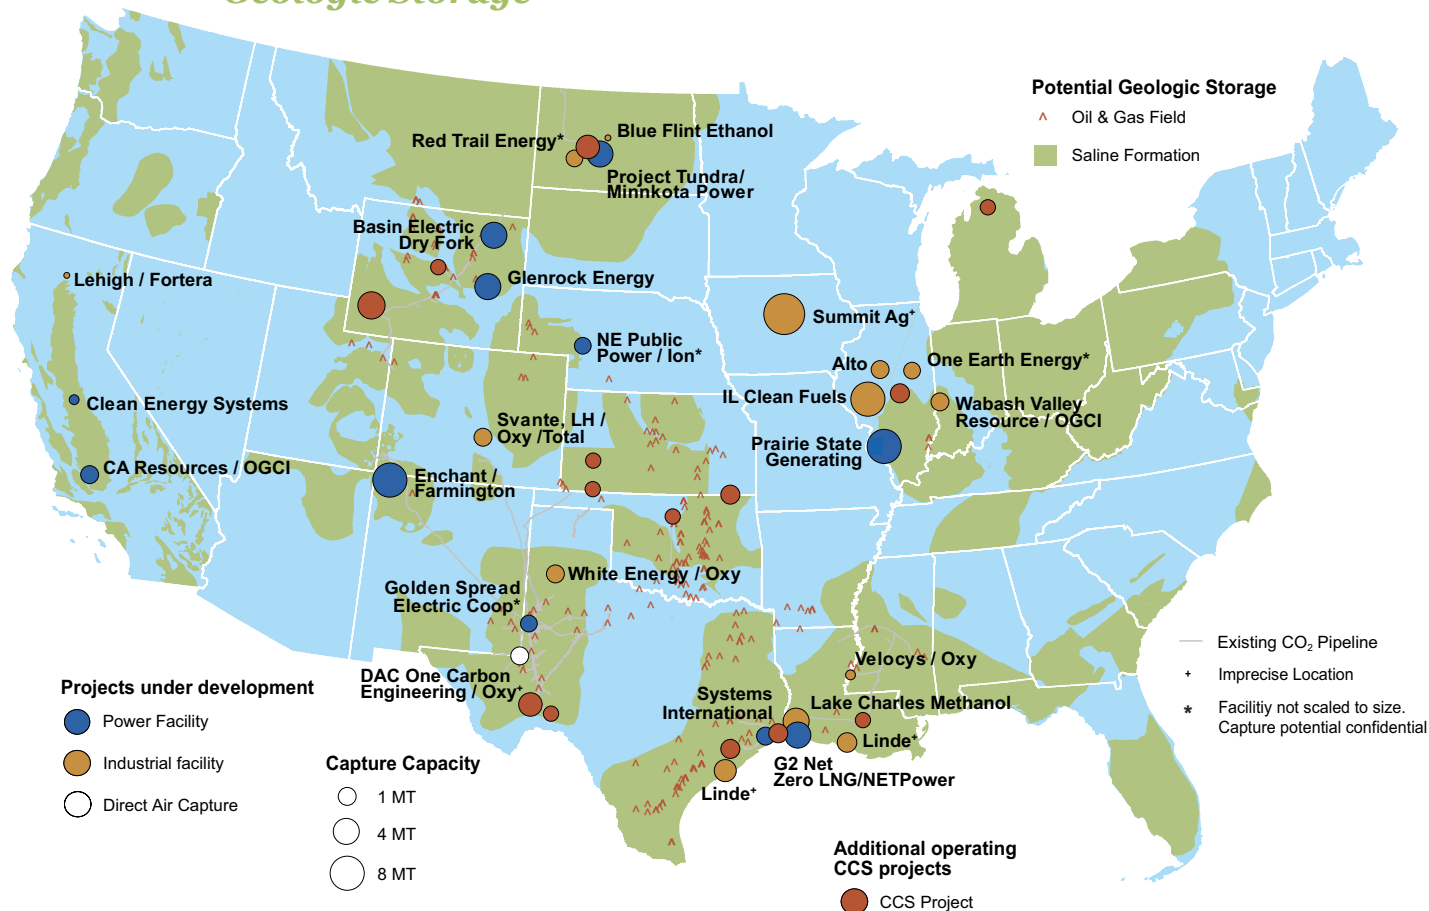 Geologic Storage
Potential Geologic Storage
Oil & Gas Field
Saline Formation
Red Trail Energy*
Blue Flint Ethanol
Project Tundra/
Minnkota Power
Basin Electric
Dry Fork
Glenrock Energy
Lehigh / Fortera
NE Public
Power / Ion*
Summit Ag+
Alto
One Earth Energy*
IL Clean Fuels
Wabash Valley
Resource / OGCI
Prairie State
Generating
Clean Energy Systems
CA Resources / OGCI
Svante, LH /
Oxy /Total
Enchant /
Farmington
White Energy / Oxy
Golden Spread
Electric Coop*
DAC One Carbon
Engineering / Oxy+
Velocys / Oxy
Systems
International
Lake Charles Methanol
Linde+
G2 Net
Zero LNG/NETPower
Linde+
Existing CO₂ Pipeline
+ Imprecise Location
* Facilitiy not scaled to size.
Capture potential confidential
Projects under development
Power Facility
Industrial facility
Direct Air Capture
Capture Capacity
1 MT
4 MT
8 MT
Additional operating
CCS projects
CCS Project